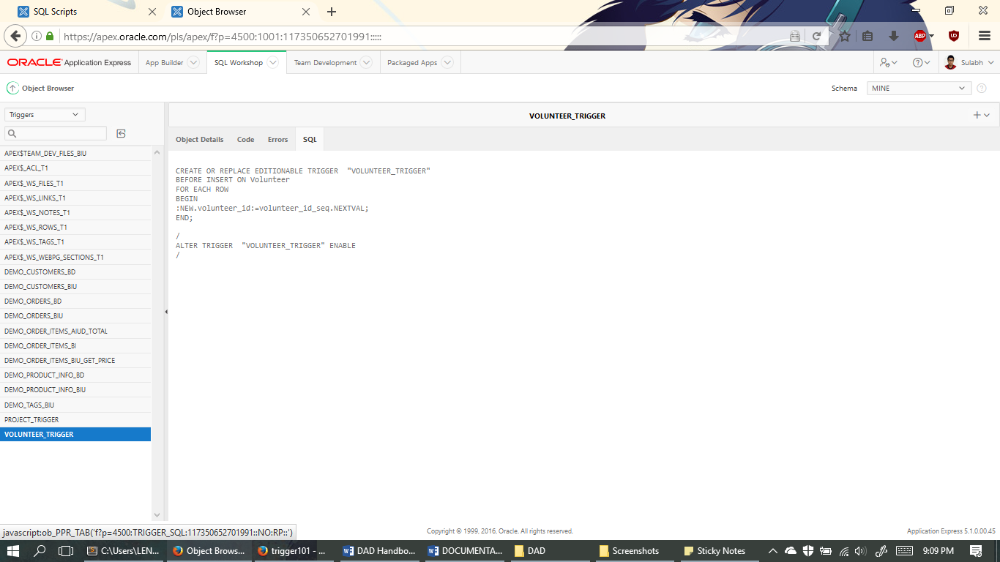 SQL Scripts
Object Browser
https://apex.oracle.com/pls/apex/f?p=4500:1001:117350652701991:::::
ABP
ORACLE Application Express
App Builder
SQL Workshop
Team Development
Packaged Apps
Sulabh
Object Browser
Schema
MINE
Triggers
VOLUNTEER_TRIGGER
Object Details
Code
Errors
SQL
APEX$TEAM_DEV_FILES_BIU
APEX$_ACL_T1
APEX$_WS_FILES_T1
APEX$_WS_LINKS_T1
APEX$_WS_NOTES_T1
APEX$_WS_ROWS_T1
APEX$_WS_TAGS_T1
APEX$_WS_WEBPG_SECTIONS_T1
DEMO_CUSTOMERS_BD
DEMO_CUSTOMERS_BIU
DEMO_ORDERS_BD
DEMO_ORDERS_BIU
DEMO_ORDER_ITEMS_AIUD_TOTAL
DEMO_ORDER_ITEMS_BI
DEMO_ORDER_ITEMS_BIU_GET_PRICE
DEMO_PRODUCT_INFO_BD
DEMO_PRODUCT_INFO_BIU
DEMO_TAGS_BIU
PROJECT_TRIGGER
VOLUNTEER_TRIGGER
CREATE OR REPLACE EDITIONABLE TRIGGER  "VOLUNTEER_TRIGGER"
BEFORE INSERT ON Volunteer
FOR EACH ROW
BEGIN
:NEW.volunteer_id:=volunteer_id_seq.NEXTVAL;
END;
/
ALTER TRIGGER  "VOLUNTEER_TRIGGER" ENABLE
/
javascript:ob_PPR_TAB('f?p=4500:TRIGGER_SQL:117350652701991::NO:RP::')
Copyright © 1999, 2016, Oracle. All rights reserved.
Application Express 5.1.0.00.45
C:\Users\LEN...
Object Brows...
trigger101 - ...
DAD Handbo...
DOCUMENTA...
DAD
Screenshots
Sticky Notes
9:09 PM